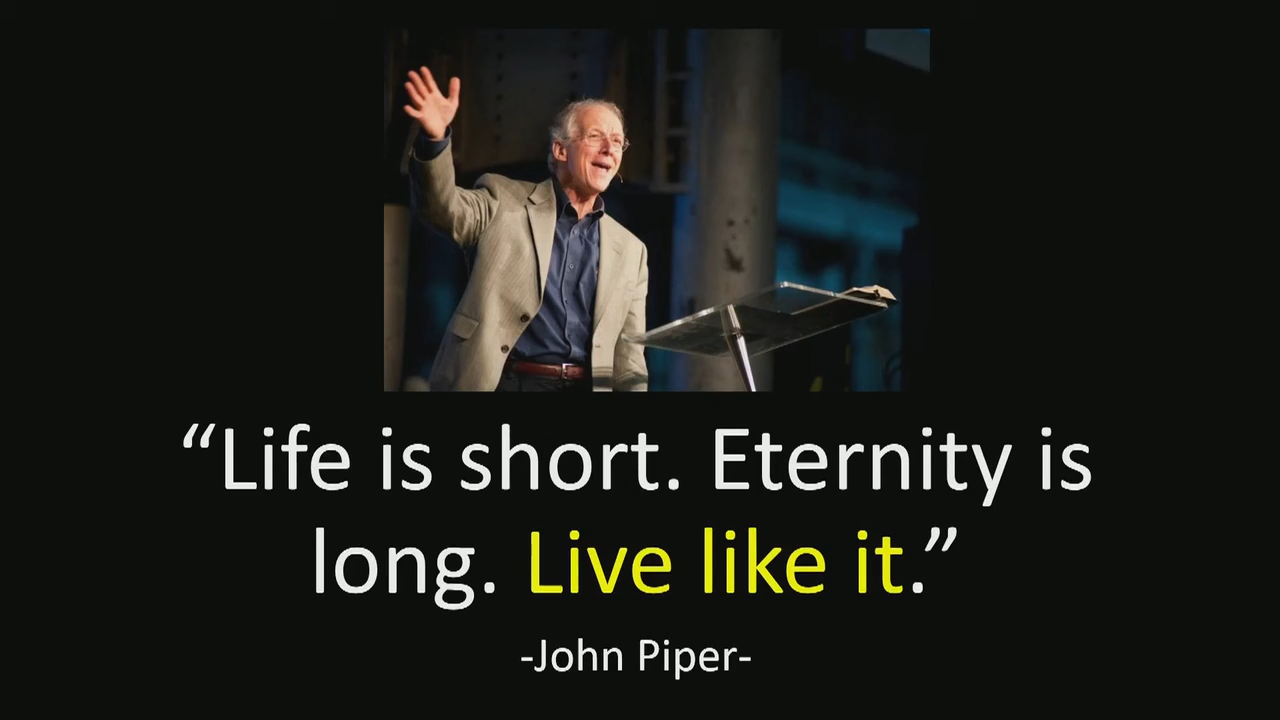 “Life is short. Eternity is
long. Live like it.”
-John Piper-